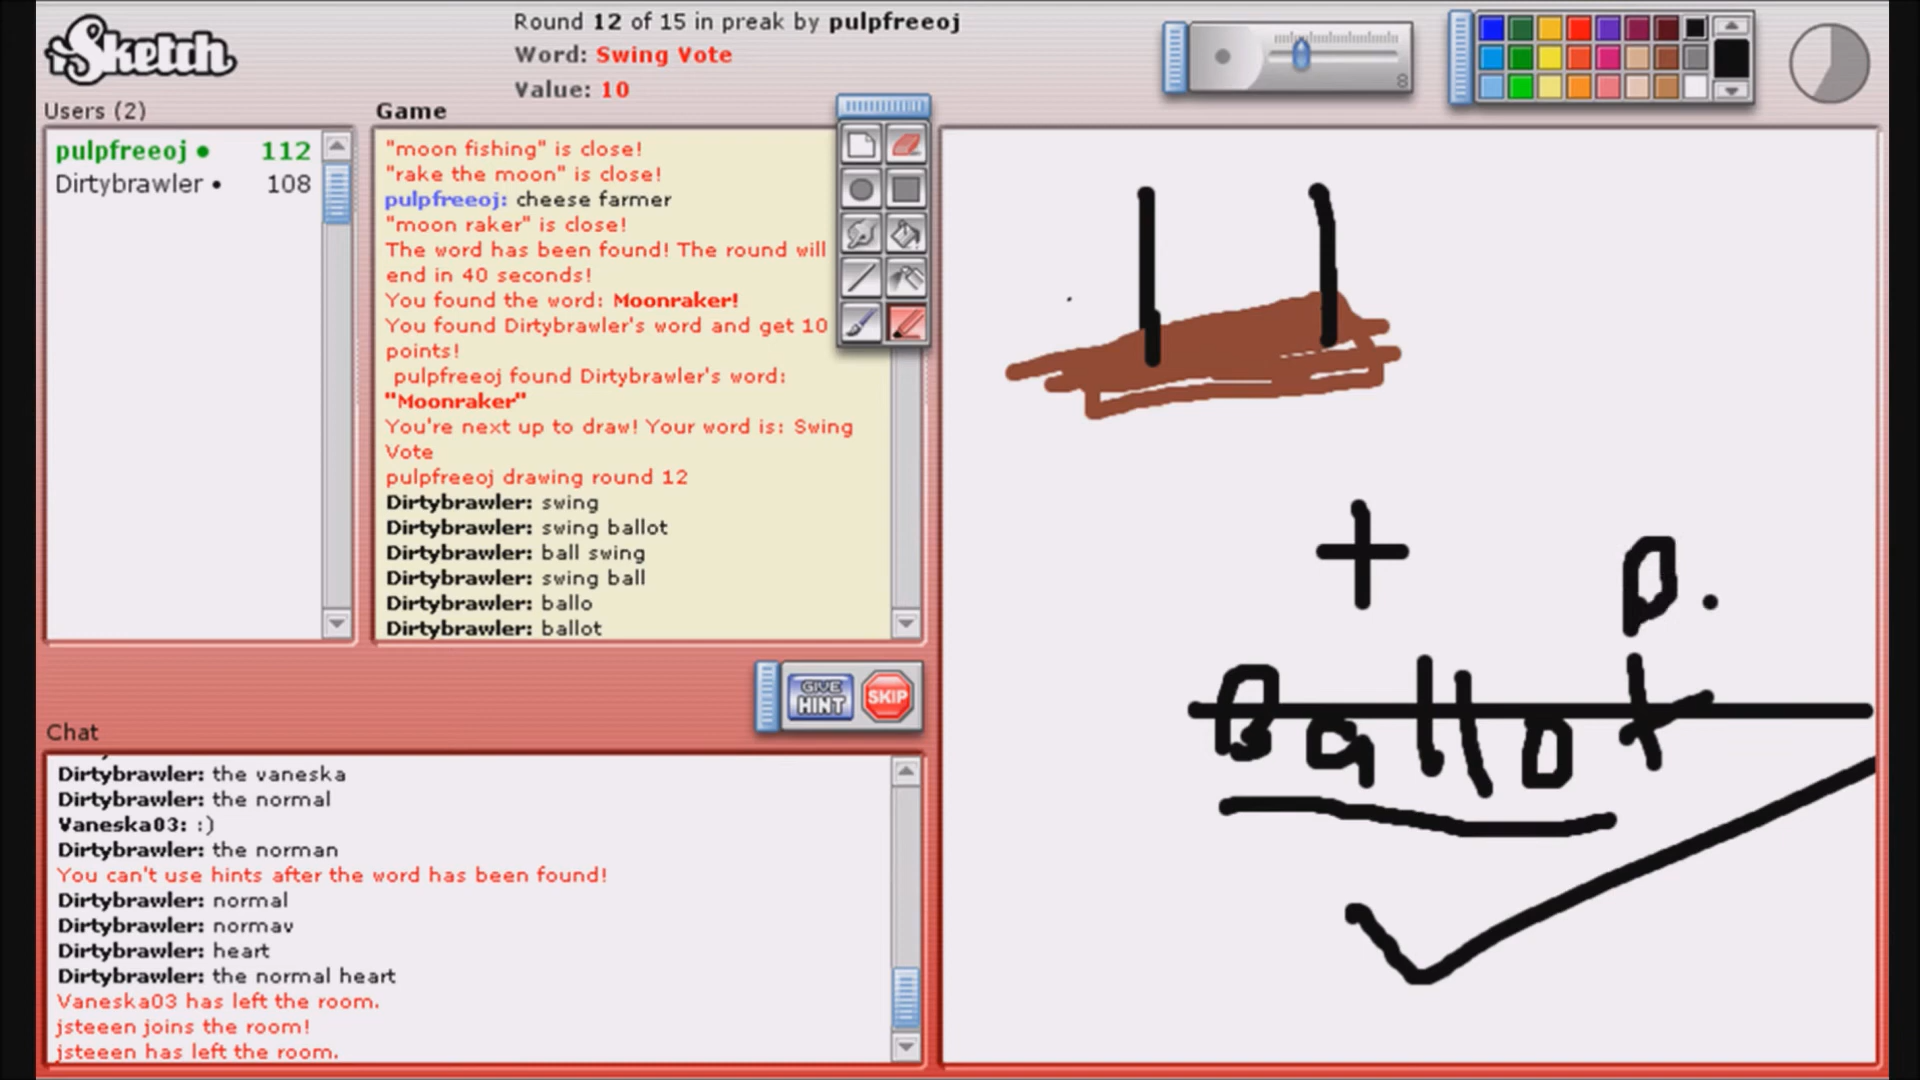 iSketch
Round 12 of 15 in preak by pulpfreeoj
Word: Swing Vote
Value: 10
8
Users (2)
pulpfreeoj • 112
Dirtybrawler • 108
Game
"moon fishing" is close!
"rake the moon" is close!
pulpfreeoj: cheese farmer
"moon raker" is close!
The word has been found! The round will
end in 40 seconds!
You found the word: Moonraker!
You found Dirtybrawler's word and get 10
points!
pulpfreeoj found Dirtybrawler's word:
"Moonraker"
You're next up to draw! Your word is: Swing
Vote
pulpfreeoj drawing round 12
Dirtybrawler: swing
Dirtybrawler: swing ballot
Dirtybrawler: ball swing
Dirtybrawler: swing ball
Dirtybrawler: ballo
Dirtybrawler: ballot
GIVE
HINT
SKIP
Chat
Dirtybrawler: the vaneska
Dirtybrawler: the normal
Vaneska03: :)
Dirtybrawler: the norman
You can't use hints after the word has been found!
Dirtybrawler: normal
Dirtybrawler: normav
Dirtybrawler: heart
Dirtybrawler: the normal heart
Vaneska03 has left the room.
jsteeen joins the room!
jsteeen has left the room.
+
p.
Ballot